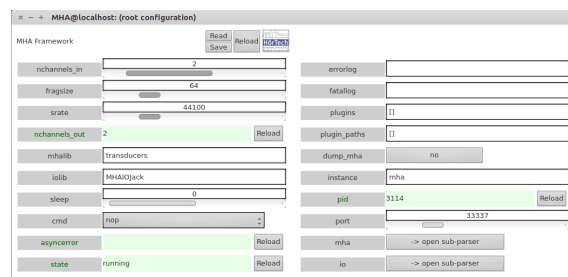 MHA@localhost: (root configuration)
MHA Framework
Read
Save
Reload
HörTech
nchannels_in 2
fragsize 64
srate 44100
nchannels_out 2 Reload
mhalib transducers
iolib MHAIOJack
sleep 0
cmd nop
asyncerror Reload
state running Reload
errorlog
fatallog
plugins []
plugin_paths []
dump_mha no
instance mha
pid 3114 Reload
port 33337
mha -> open sub-parser
io -> open sub-parser